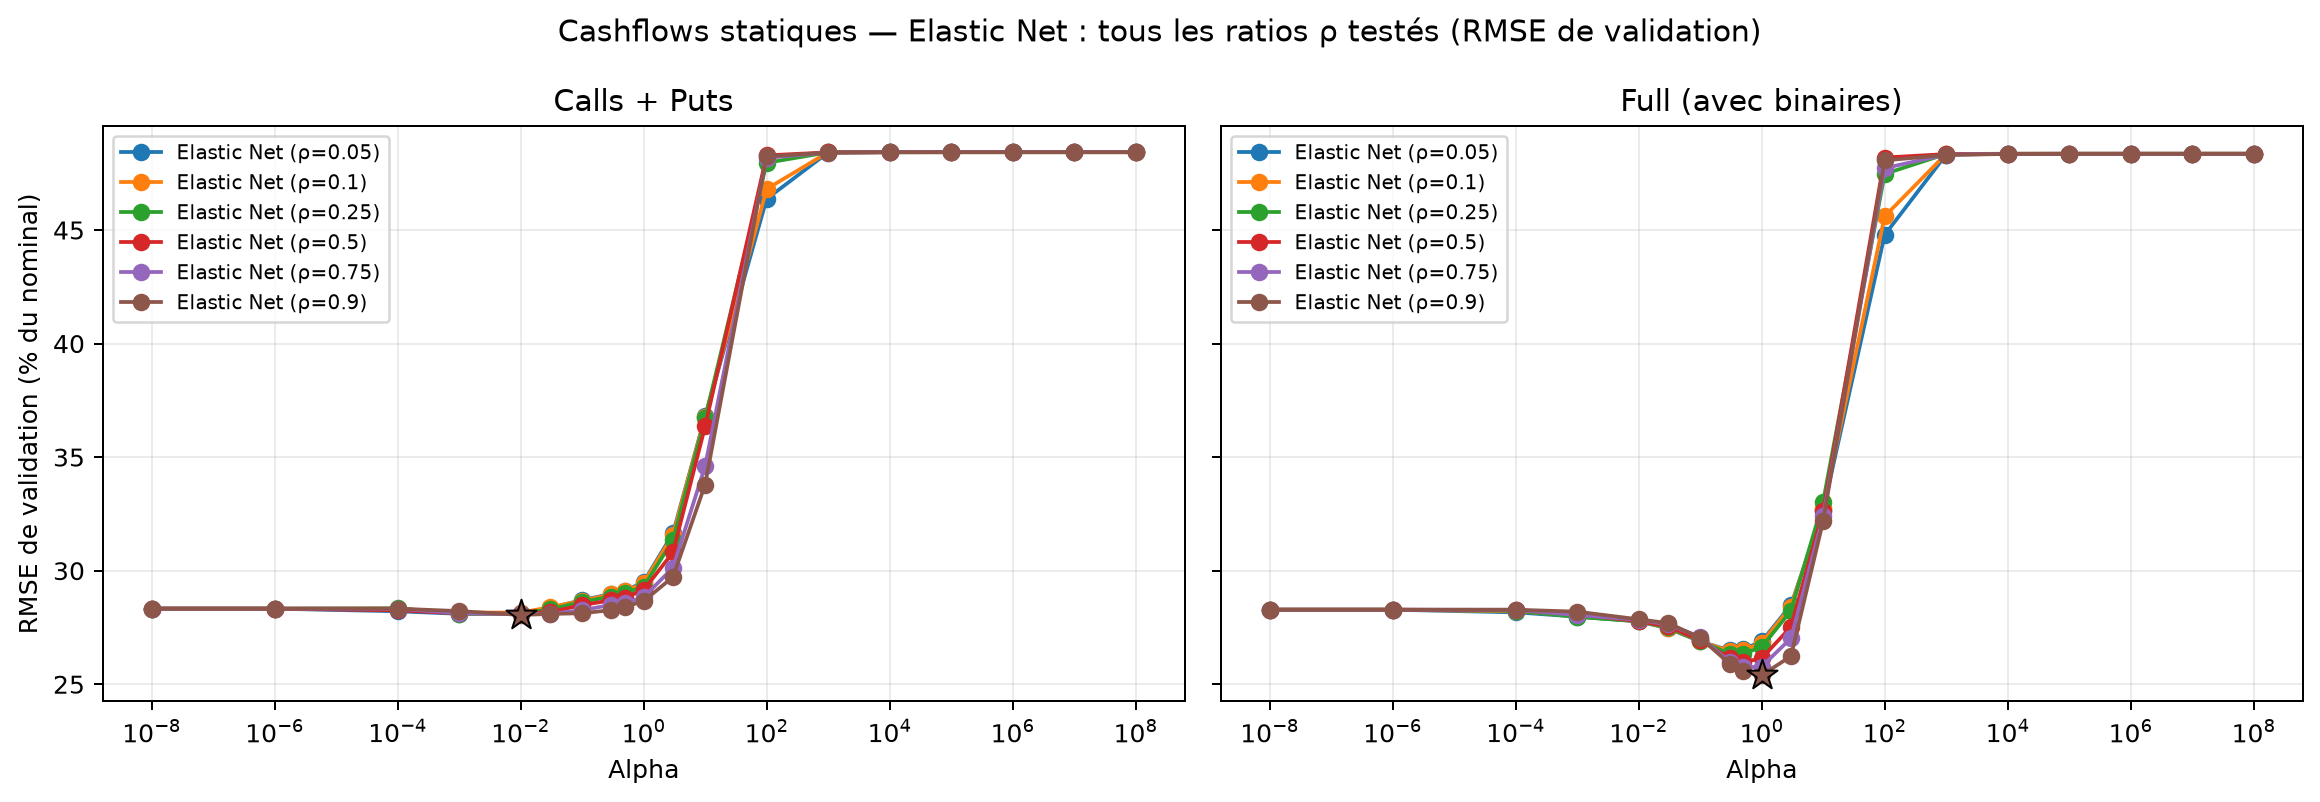 Cashflows statiques — Elastic Net : tous les ratios ρ testés (RMSE de validation)
Calls + Puts
RMSE de validation (% du nominal)
45
40
35
30
25
Elastic Net (ρ=0.05)
Elastic Net (ρ=0.1)
Elastic Net (ρ=0.25)
Elastic Net (ρ=0.5)
Elastic Net (ρ=0.75)
Elastic Net (ρ=0.9)
10⁻⁸ 10⁻⁶ 10⁻⁴ 10⁻² 10⁰ 10² 10⁴ 10⁶ 10⁸
Alpha
Full (avec binaires)
Elastic Net (ρ=0.05)
Elastic Net (ρ=0.1)
Elastic Net (ρ=0.25)
Elastic Net (ρ=0.5)
Elastic Net (ρ=0.75)
Elastic Net (ρ=0.9)
10⁻⁸ 10⁻⁶ 10⁻⁴ 10⁻² 10⁰ 10² 10⁴ 10⁶ 10⁸
Alpha